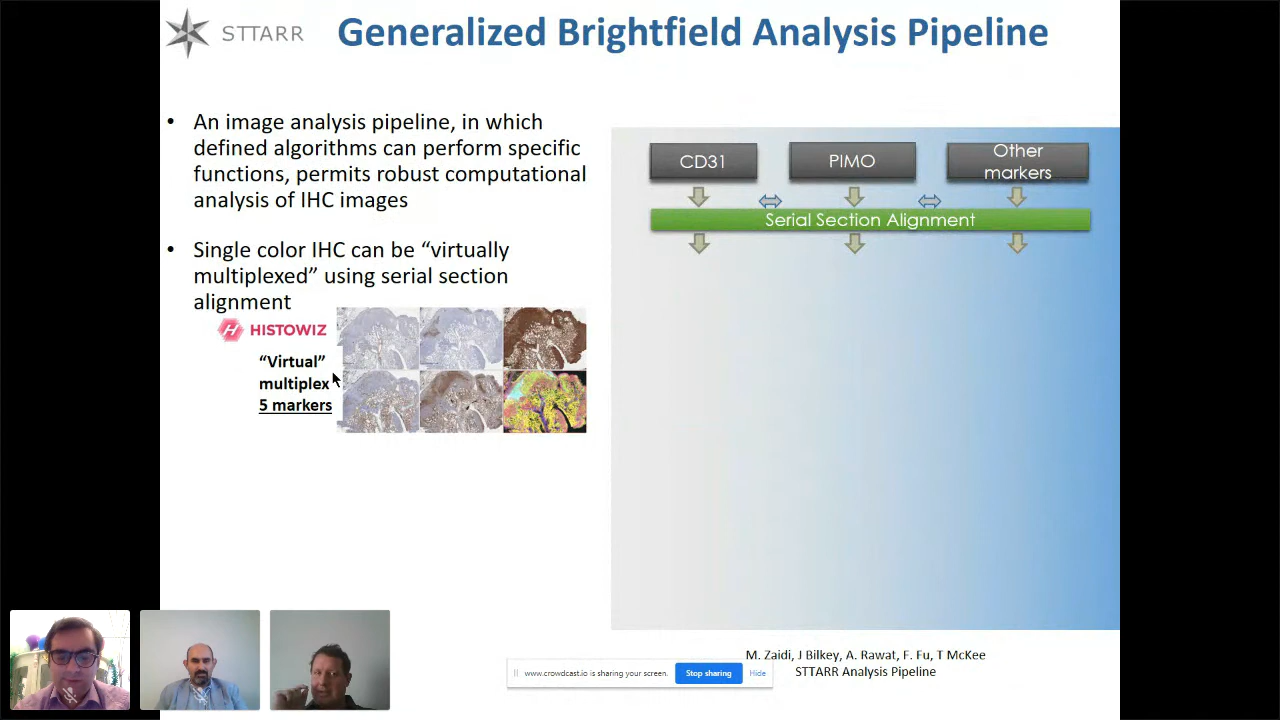 STTARR
Generalized Brightfield Analysis Pipeline
• An image analysis pipeline, in which
defined algorithms can perform specific
functions, permits robust computational
analysis of IHC images
• Single color IHC can be “virtually
multiplexed” using serial section
alignment
H HISTOWIZ
“Virtual”
multiplex
5 markers
CD31
PIMO
Other
markers
Serial Section Alignment
M. Zaidi, J Bilkey, A. Rawat, F. Fu, T McKee
STTARR Analysis Pipeline
www.crowdcast.io is sharing your screen.
Stop sharing
Hide